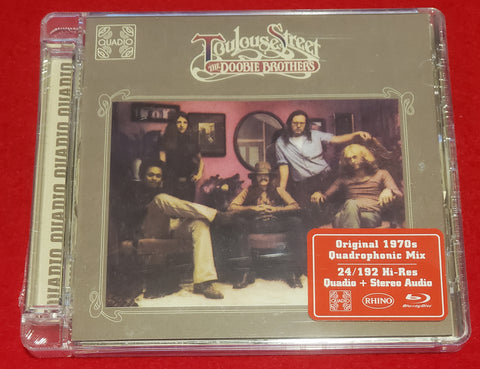 QUADIO QUADIO QUADIO QUADIO
QUADIO
Toulouse Street
THE DOOBIE BROTHERS
Original 1970s
Quadrophonic Mix
24/192 Hi-Res
Quadio + Stereo Audio
QUADIO RHINO Blu-ray Disc